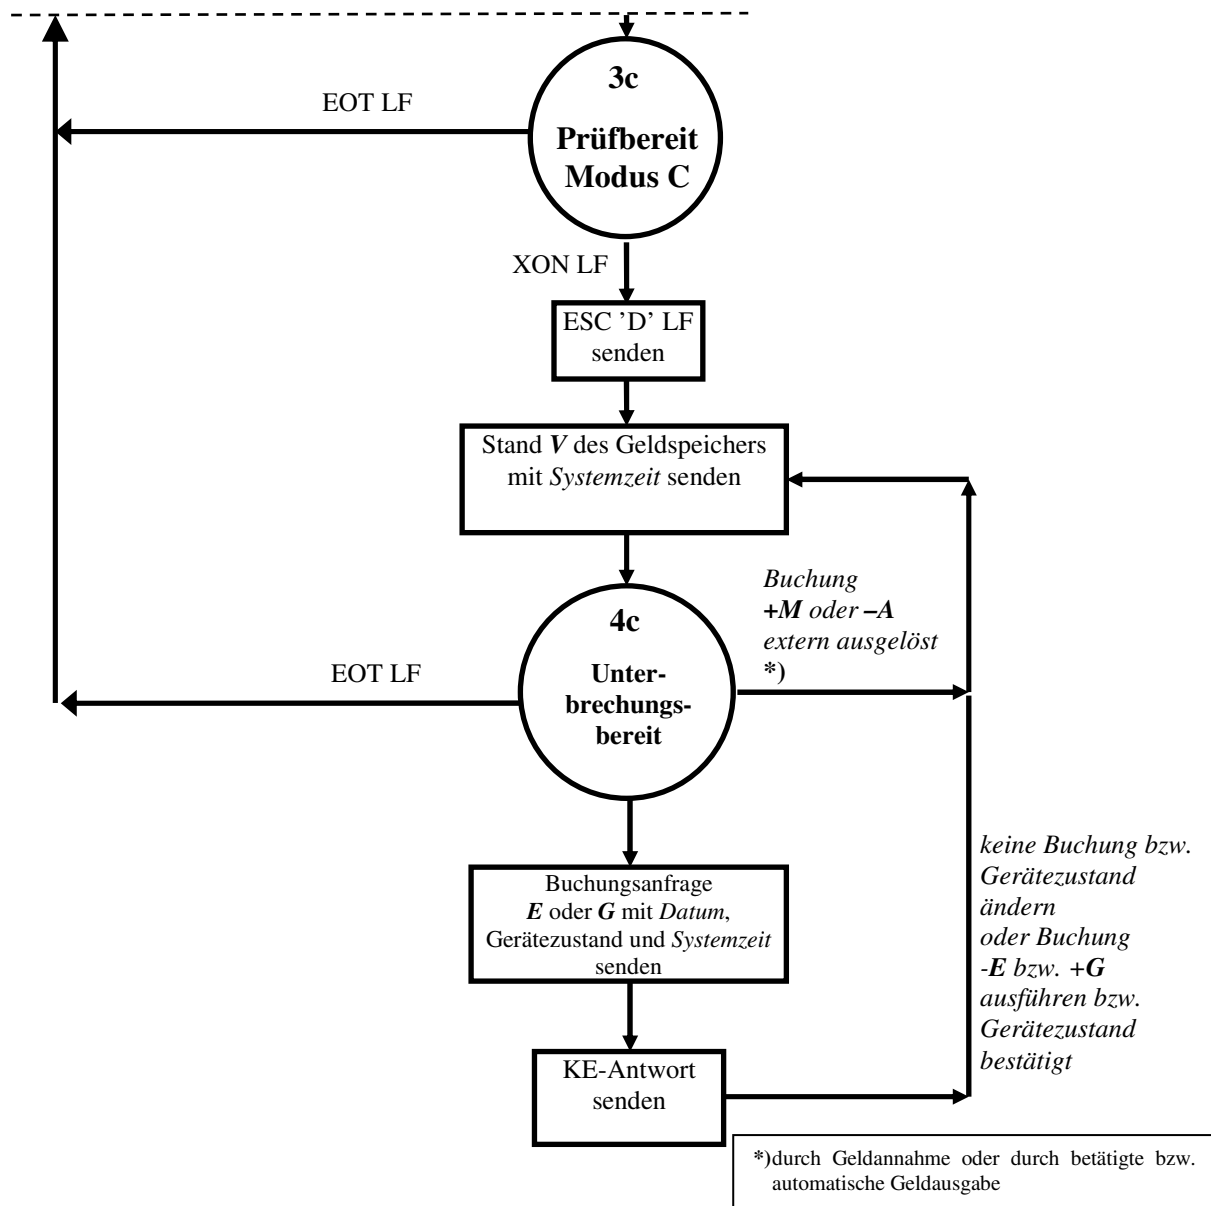 3c
EOT LF
Prüfbereit
Modus C
XON LF
ESC ’D’ LF
senden
Stand V des Geldspeichers
mit Systemzeit senden
Buchung
+M oder –A
extern ausgelöst
*)
4c
Unter-
brechungs-
bereit
EOT LF
keine Buchung bzw.
Gerätezustand
ändern
oder Buchung
-E bzw. +G
ausführen bzw.
Gerätezustand
bestätigt
Buchungsanfrage
E oder G mit Datum,
Gerätezustand und Systemzeit
senden
KE-Antwort
senden
*)durch Geldannahme oder durch betätigte bzw.
automatische Geldausgabe